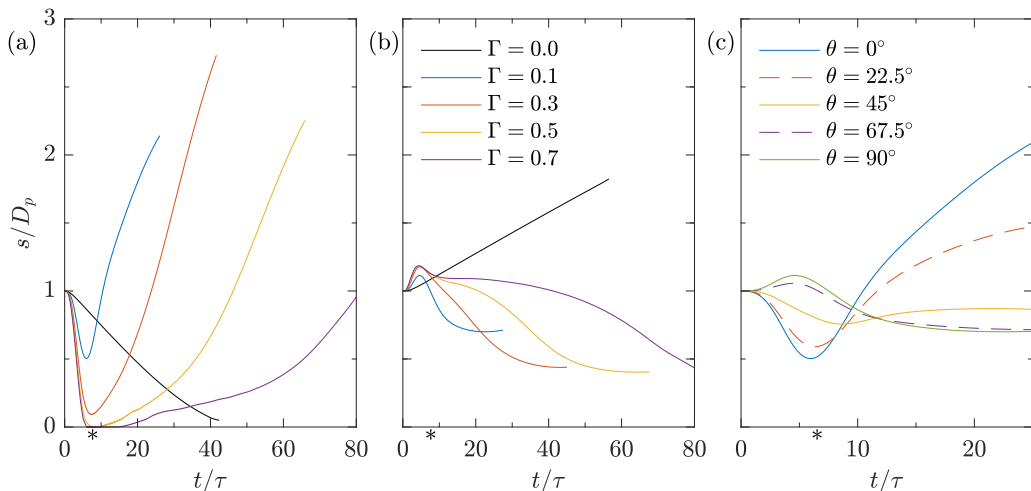 (a)
3
2
1
0
s/D_p
0 20 40 60 80
*
t/τ
(b)
Γ = 0.0
Γ = 0.1
Γ = 0.3
Γ = 0.5
Γ = 0.7
0 20 40 60 80
*
t/τ
(c)
θ = 0°
θ = 22.5°
θ = 45°
θ = 67.5°
θ = 90°
0 10 20
*
t/τ